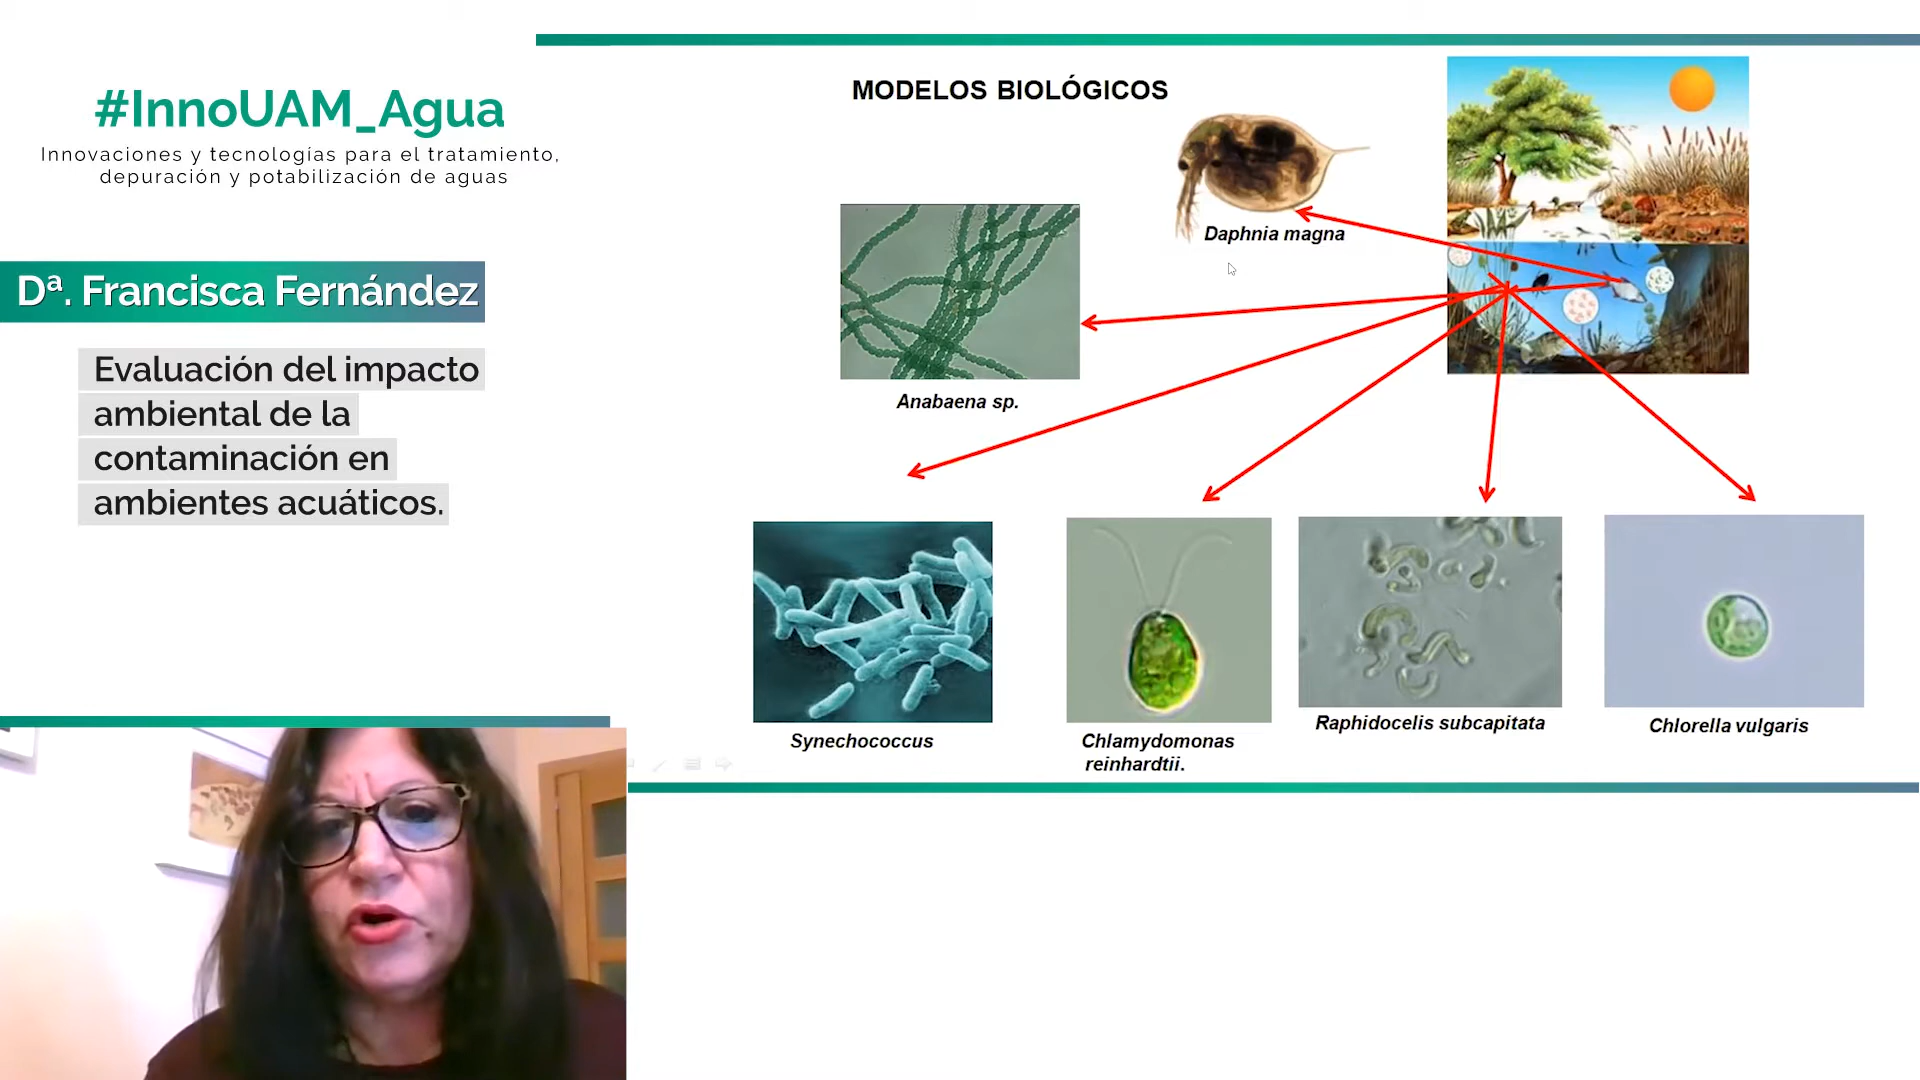 #InnoUAM_Agua
Innovaciones y tecnologías para el tratamiento,
depuración y potabilización de aguas
Dª. Francisca Fernández
Evaluación del impacto
ambiental de la
contaminación en
ambientes acuáticos.
MODELOS BIOLÓGICOS
Daphnia magna
Anabaena sp.
Synechococcus
Chlamydomonas
reinhardtii.
Raphidocelis subcapitata
Chlorella vulgaris